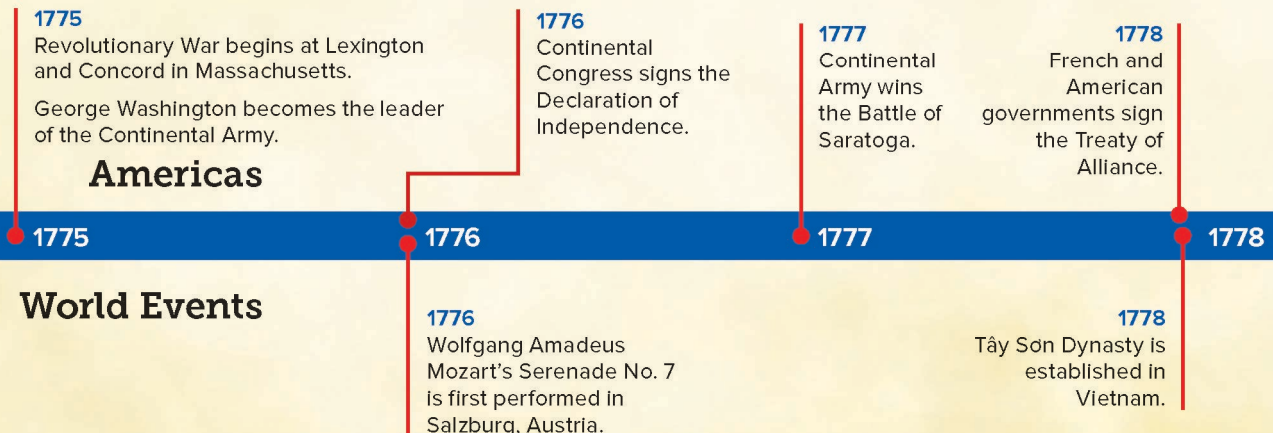 1775
Revolutionary War begins at Lexington
and Concord in Massachusetts.
George Washington becomes the leader
of the Continental Army.
1776
Continental
Congress signs the
Declaration of
Independence.
1777
Continental
Army wins
the Battle of
Saratoga.
1778
French and
American
governments sign
the Treaty of
Alliance.
Americas
1775
1776
1777
1778
World Events
1776
Wolfgang Amadeus
Mozart's Serenade No. 7
is first performed in
Salzburg, Austria.
1778
Tây Sơn Dynasty is
established in
Vietnam.